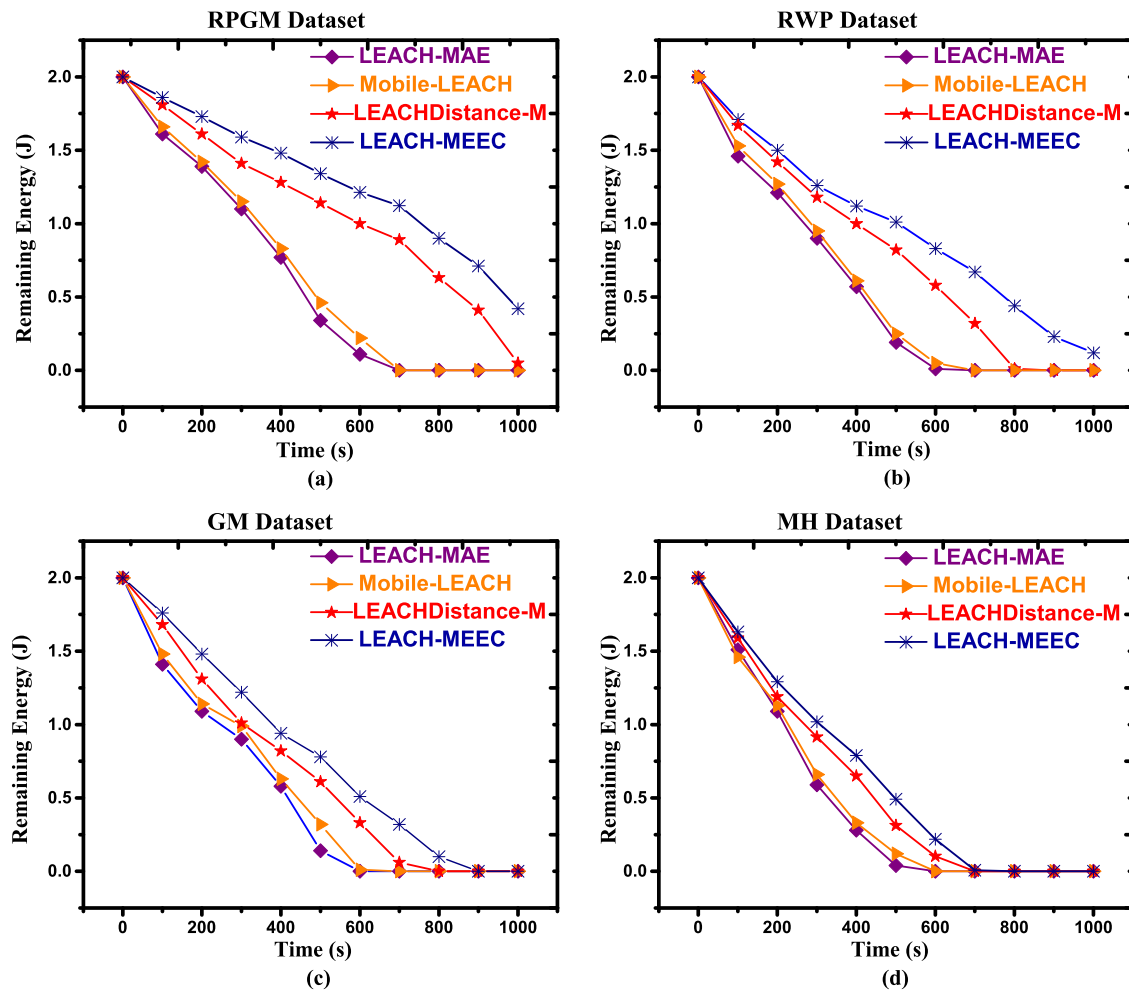 RPGM Dataset
LEACH-MAE
Mobile-LEACH
LEACHDistance-M
LEACH-MEEC
Remaining Energy (J)
2.0
1.5
1.0
0.5
0.0
0 200 400 600 800 1000
Time (s)
(a)
RWP Dataset
LEACH-MAE
Mobile-LEACH
LEACHDistance-M
LEACH-MEEC
Remaining Energy (J)
2.0
1.5
1.0
0.5
0.0
0 200 400 600 800 1000
Time (s)
(b)
GM Dataset
LEACH-MAE
Mobile-LEACH
LEACHDistance-M
LEACH-MEEC
Remaining Energy (J)
2.0
1.5
1.0
0.5
0.0
0 200 400 600 800 1000
Time (s)
(c)
MH Dataset
LEACH-MAE
Mobile-LEACH
LEACHDistance-M
LEACH-MEEC
Remaining Energy (J)
2.0
1.5
1.0
0.5
0.0
0 200 400 600 800 1000
Time (s)
(d)